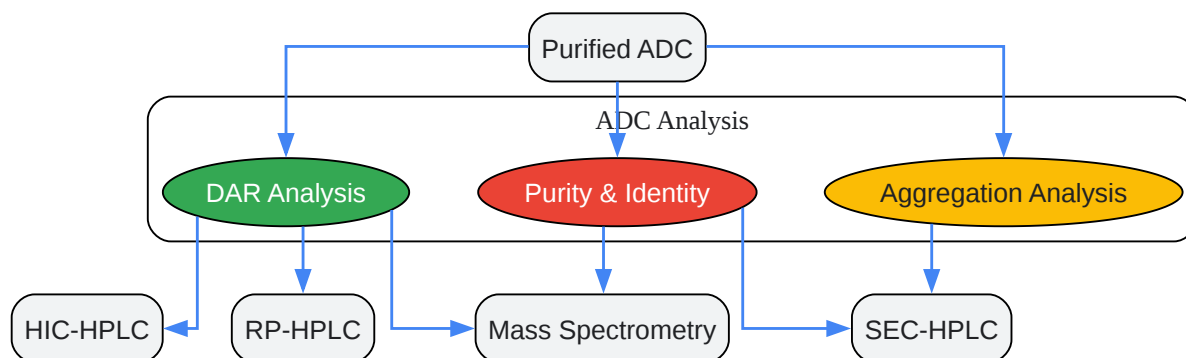 Purified ADC
ADC Analysis
DAR Analysis
Purity & Identity
Aggregation Analysis
HIC-HPLC
RP-HPLC
Mass Spectrometry
SEC-HPLC